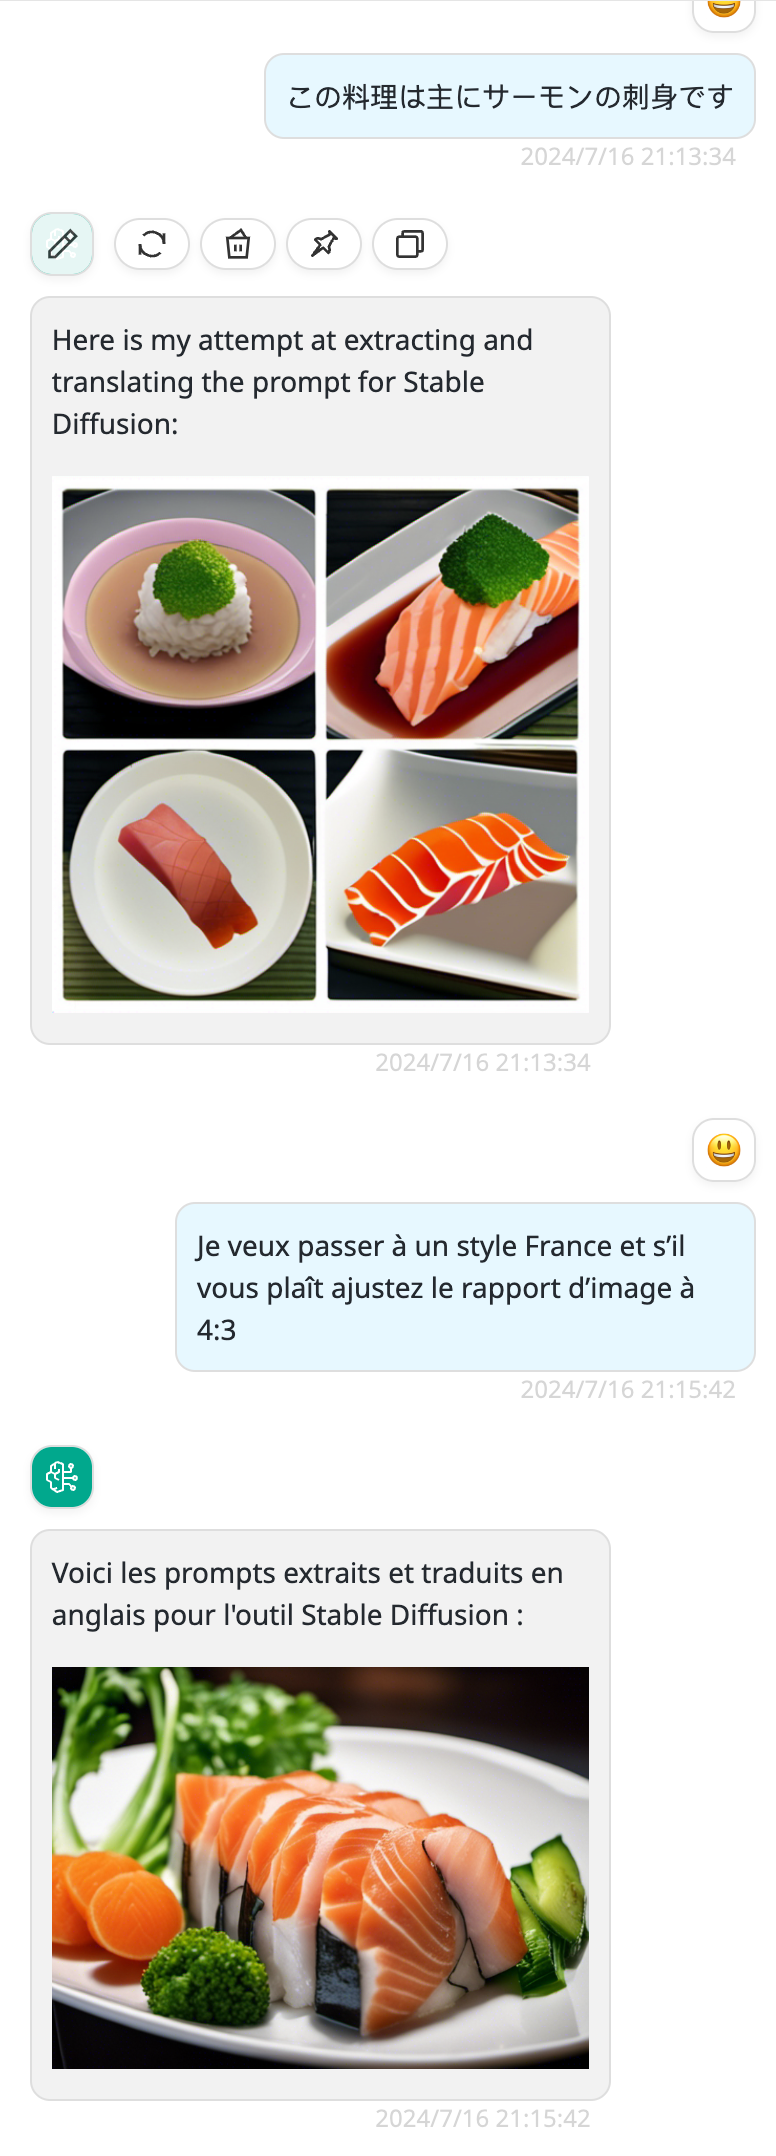 この料理は主にサーモンの刺身です
2024/7/16 21:13:34
Here is my attempt at extracting and
translating the prompt for Stable
Diffusion:
2024/7/16 21:13:34
Je veux passer à un style France et s’il
vous plaît ajustez le rapport d’image à
4:3
2024/7/16 21:15:42
Voici les prompts extraits et traduits en
anglais pour l'outil Stable Diffusion :
2024/7/16 21:15:42